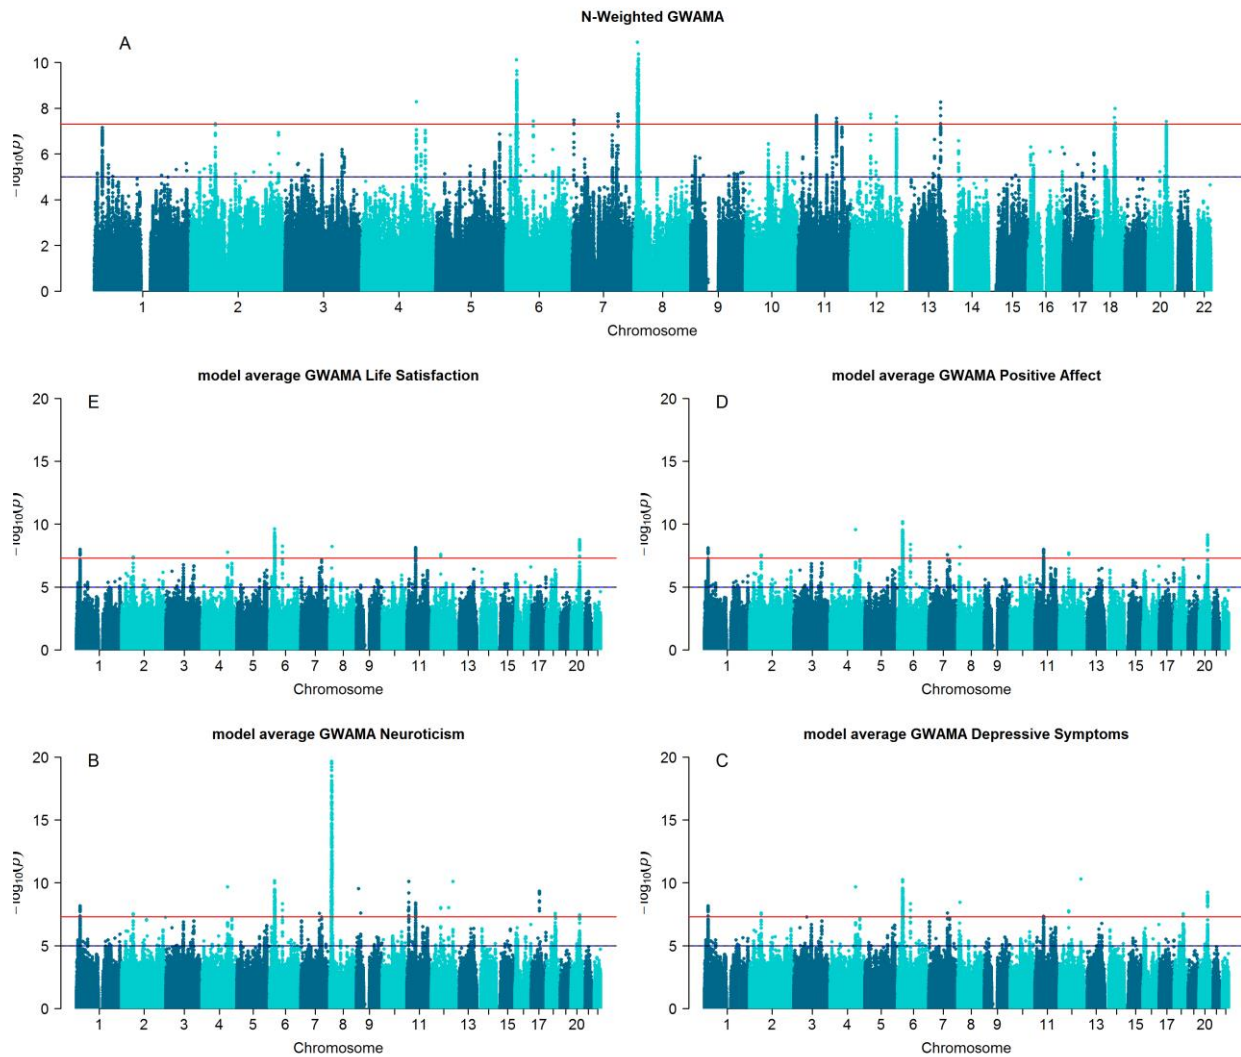 N-Weighted GWAMA
A
10
8
6
4
2
0
−log10(p)
1 2 3 4 5 6 7 8 9 10 11 12 13 14 15 16 17 18 20 22
Chromosome
model average GWAMA Life Satisfaction
E
20
15
10
5
0
−log10(p)
1 2 3 4 5 6 7 8 9 11 13 15 17 20
Chromosome
model average GWAMA Positive Affect
D
20
15
10
5
0
−log10(p)
1 2 3 4 5 6 7 8 9 11 13 15 17 20
Chromosome
model average GWAMA Neuroticism
B
20
15
10
5
0
−log10(p)
1 2 3 4 5 6 7 8 9 11 13 15 17 20
Chromosome
model average GWAMA Depressive Symptoms
C
20
15
10
5
0
−log10(p)
1 2 3 4 5 6 7 8 9 11 13 15 17 20
Chromosome